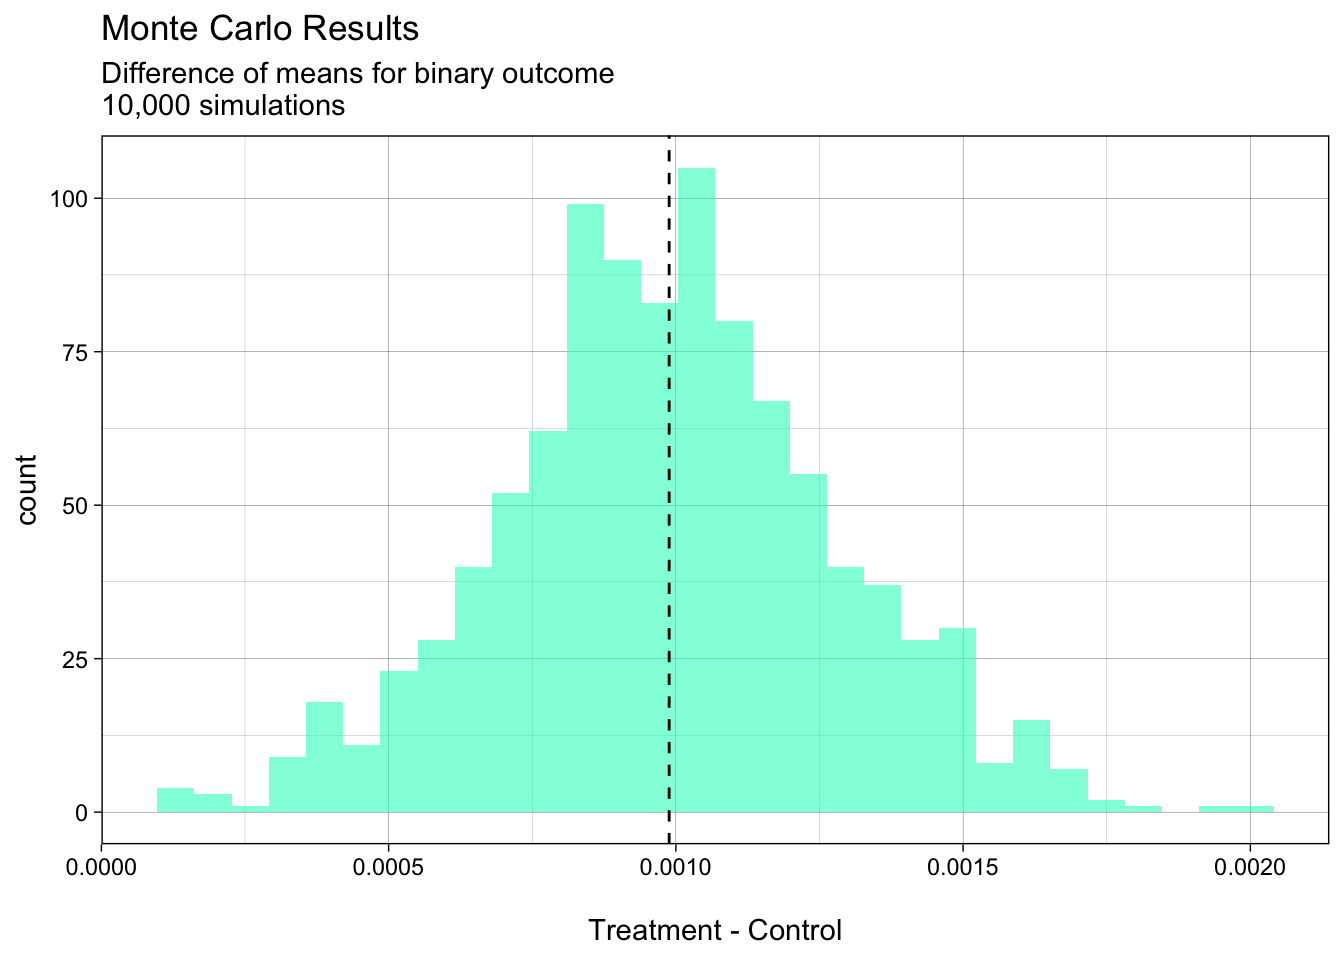 Monte Carlo Results
Difference of means for binary outcome
10,000 simulations
100
75
50
25
0
count
0.0000
0.0005
0.0010
0.0015
0.0020
Treatment - Control